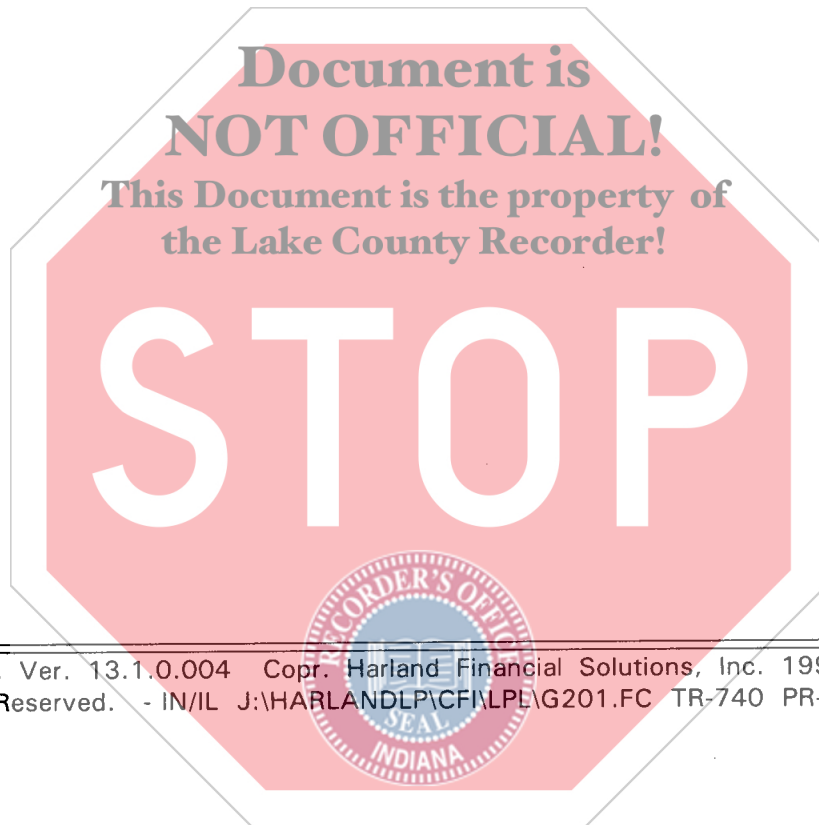 Document is
NOT OFFICIAL!
This Document is the property of
the Lake County Recorder!
STOP
RECORDER'S OFFICE
. Ver. 13.1.0.004 Copr. Harland Financial Solutions, Inc. 199
Reserved. - IN/IL J:\HARLANDLP\CFI\LPL\G201.FC TR-740 PR-
SEAL
INDIANA